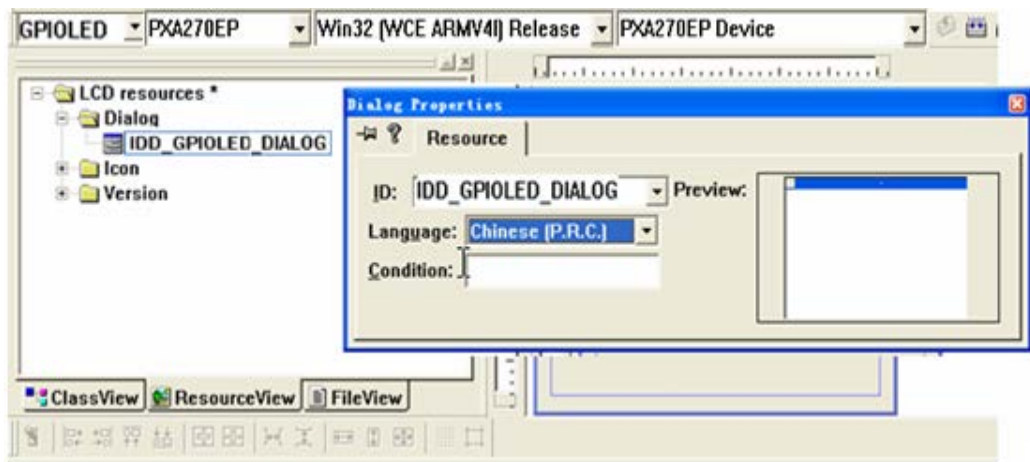 GPIOLED PXA270EP Win32 (WCE ARMV4I) Release PXA270EP Device
LCD resources *
Dialog
IDD_GPIOLED_DIALOG
Icon
Version
Dialog Properties
Resource
ID: IDD_GPIOLED_DIALOG Preview:
Language: Chinese (P.R.C.)
Condition:
ClassView ResourceView FileView